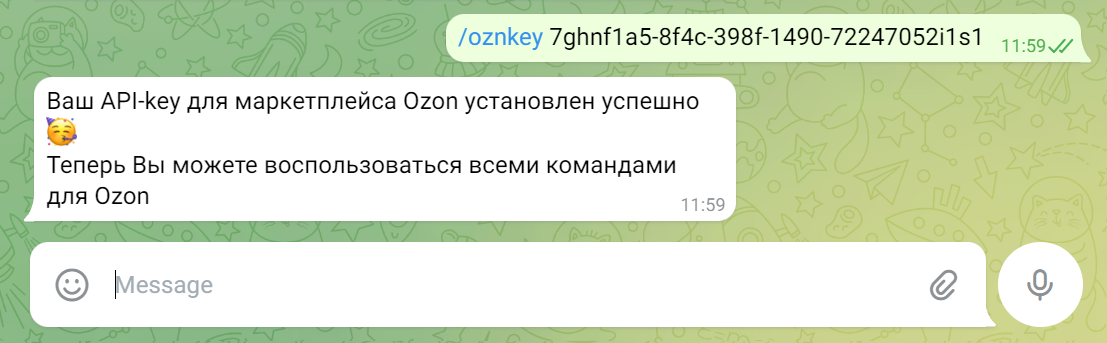 /oznkey 7ghnf1a5-8f4c-398f-1490-72247052i1s1
11:59
Ваш API-key для маркетплейса Ozon установлен успешно
🥳
Теперь Вы можете воспользоваться всеми командами
для Ozon
11:59
Message